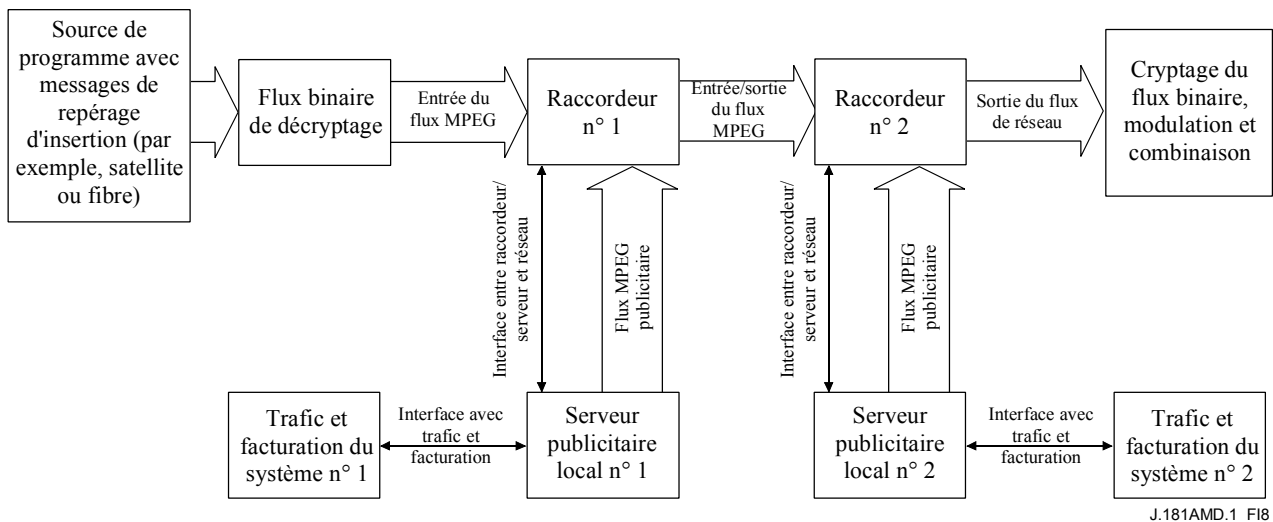 Source de
programme avec
messages de
repérage
d'insertion (par
exemple, satellite
ou fibre)
Flux binaire
de décryptage
Entrée du
flux MPEG
Raccordeur
n° 1
Entrée/sortie
du flux
MPEG
Raccordeur
n° 2
Sortie du flux
de réseau
Cryptage du
flux binaire,
modulation et
combinaison
Interface entre raccordeur/
serveur et réseau
Flux MPEG
publicitaire
Interface entre raccordeur/
serveur et réseau
Flux MPEG
publicitaire
Trafic et
facturation du
système n° 1
Interface avec
trafic et
facturation
Serveur
publicitaire
local n° 1
Serveur
publicitaire
local n° 2
Interface avec
trafic et
facturation
Trafic et
facturation du
système n° 2
J.181AMD.1_FI8